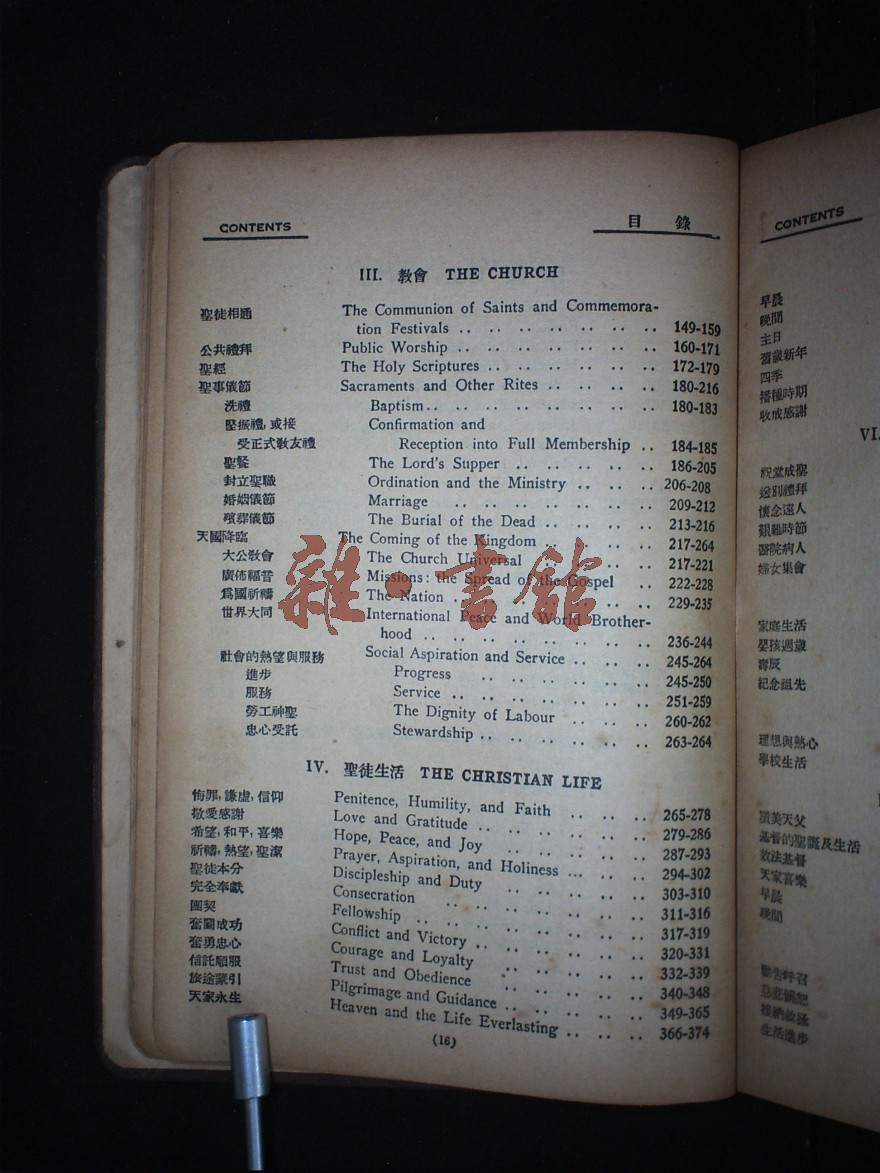 CONTENTS 目錄
III. 教會 THE CHURCH
聖徒相通 The Communion of Saints and Commemora-
tion Festivals .. .. .. .. .. .. .. 149-159
公共禮拜 Public Worship .. .. .. .. .. .. .. 160-171
聖經 The Holy Scriptures .. .. .. .. .. .. 172-179
聖事儀節 Sacraments and Other Rites .. .. .. .. 180-216
洗禮 Baptism .. .. .. .. .. .. .. .. 180-183
堅振禮,或接 Confirmation and
受正式教友禮 Reception into Full Membership .. 184-185
聖餐 The Lord's Supper .. .. .. .. .. 186-205
封立聖職 Ordination and the Ministry .. .. .. 206-208
婚姻儀節 Marriage .. .. .. .. .. .. .. 209-212
殯葬儀節 The Burial of the Dead .. .. .. .. 213-216
天國降臨 The Coming of the Kingdom .. .. .. .. 217-264
大公教會 The Church Universal .. .. .. .. 217-221
廣佈福音 Missions: the Spread of the Gospel .. 222-228
爲國祈禱 The Nation .. .. .. .. .. .. 229-235
世界大同 International Peace and World Brother-
hood .. .. .. .. .. .. .. .. 236-244
社會的熱望與服務 Social Aspiration and Service .. .. .. 245-264
進步 Progress .. .. .. .. .. .. 245-250
服務 Service .. .. .. .. .. .. .. 251-259
勞工神聖 The Dignity of Labour .. .. .. 260-262
忠心受託 Stewardship .. .. .. .. .. .. 263-264
IV. 聖徒生活 THE CHRISTIAN LIFE
悔罪,謙虛,信仰 Penitence, Humility, and Faith .. .. .. 265-278
敬愛感謝 Love and Gratitude .. .. .. .. .. .. 279-286
希望,和平,喜樂 Hope, Peace, and Joy .. .. .. .. .. 287-293
祈禱,熱望,聖潔 Prayer, Aspiration, and Holiness ... .. .. 294-302
聖徒本分 Discipleship and Duty .. .. .. .. .. 303-310
完全奉獻 Consecration .. .. .. .. .. .. .. 311-316
團契 Fellowship .. .. .. .. .. .. .. .. 317-319
奮鬬成功 Conflict and Victory .. .. .. .. .. .. 320-331
奮勇忠心 Courage and Loyalty .. .. .. .. .. 332-339
信託順服 Trust and Obedience .. .. .. .. .. 340-348
旅途蒙引 Pilgrimage and Guidance .. .. .. .. .. 349-365
天家永生 Heaven and the Life Everlasting .. .. .. 366-374
(16)
CONTENTS
早晨
晚間
主日
舊歲新年
四季
播種時期
收成感謝
VI.
祝堂成聖
送別禮拜
懷念遠人
艱難時節
醫院病人
婦女集會
家庭生活
嬰孩週歲
壽辰
紀念祖先
理想與熱心
學校生活
讚美天父
基督的聖誕及生活
效法基督
天家喜樂
早晨
晚間
生活進步
雜·書館